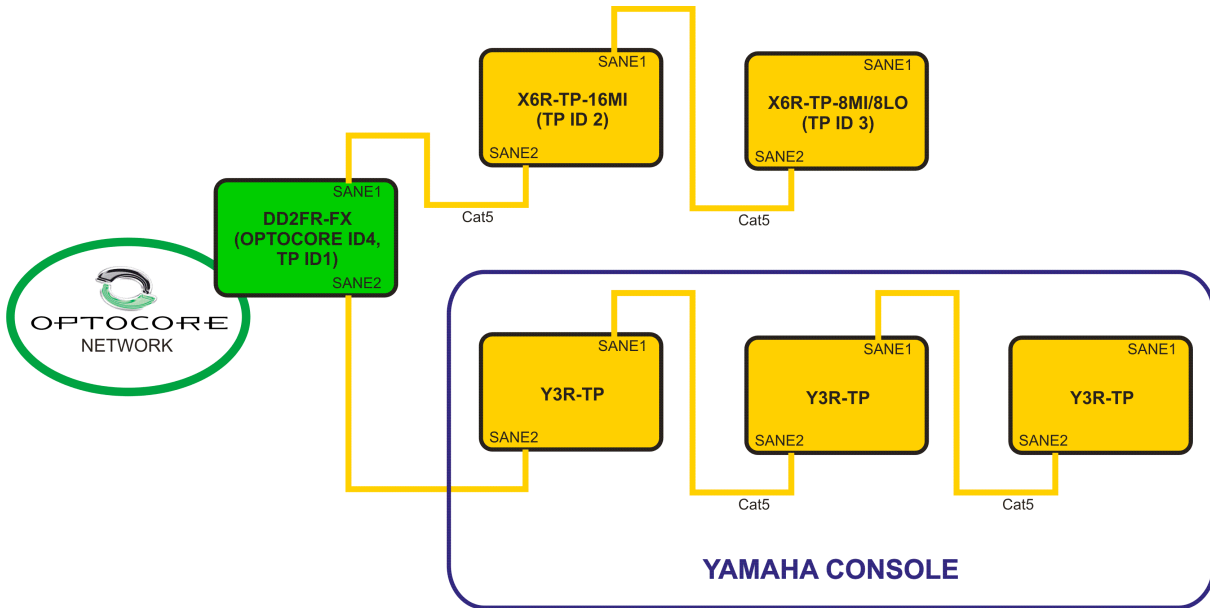 SANE1
X6R-TP-16MI
(TP ID 2)
SANE2
SANE1
X6R-TP-8MI/8LO
(TP ID 3)
SANE2
Cat5
Cat5
SANE1
DD2FR-FX
(OPTOCORE ID4,
TP ID1)
SANE2
OPTOCORE
NETWORK
SANE1
Y3R-TP
SANE2
SANE1
Y3R-TP
SANE2
SANE1
Y3R-TP
SANE2
Cat5
Cat5
YAMAHA CONSOLE